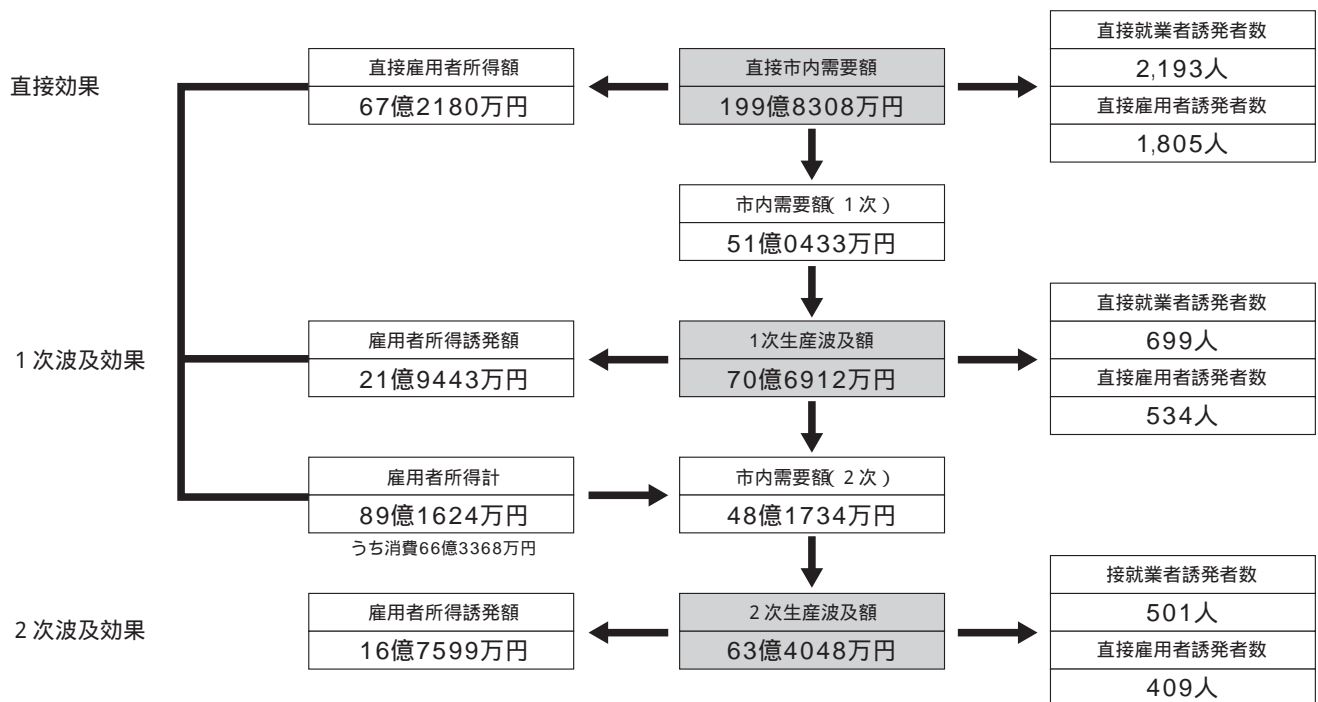 直接効果
直接雇用者所得額
67億2180万円
直接市内需要額
199億8308万円
直接就業者誘発者数
2,193人
直接雇用者誘発者数
1,805人
市内需要額(1次)
51億0433万円
1次波及効果
雇用者所得誘発額
21億9443万円
1次生産波及額
70億6912万円
直接就業者誘発者数
699人
直接雇用者誘発者数
534人
雇用者所得計
89億1624万円
うち消費66億3368万円
市内需要額(2次)
48億1734万円
2次波及効果
雇用者所得誘発額
16億7599万円
2次生産波及額
63億4048万円
接就業者誘発者数
501人
直接雇用者誘発者数
409人